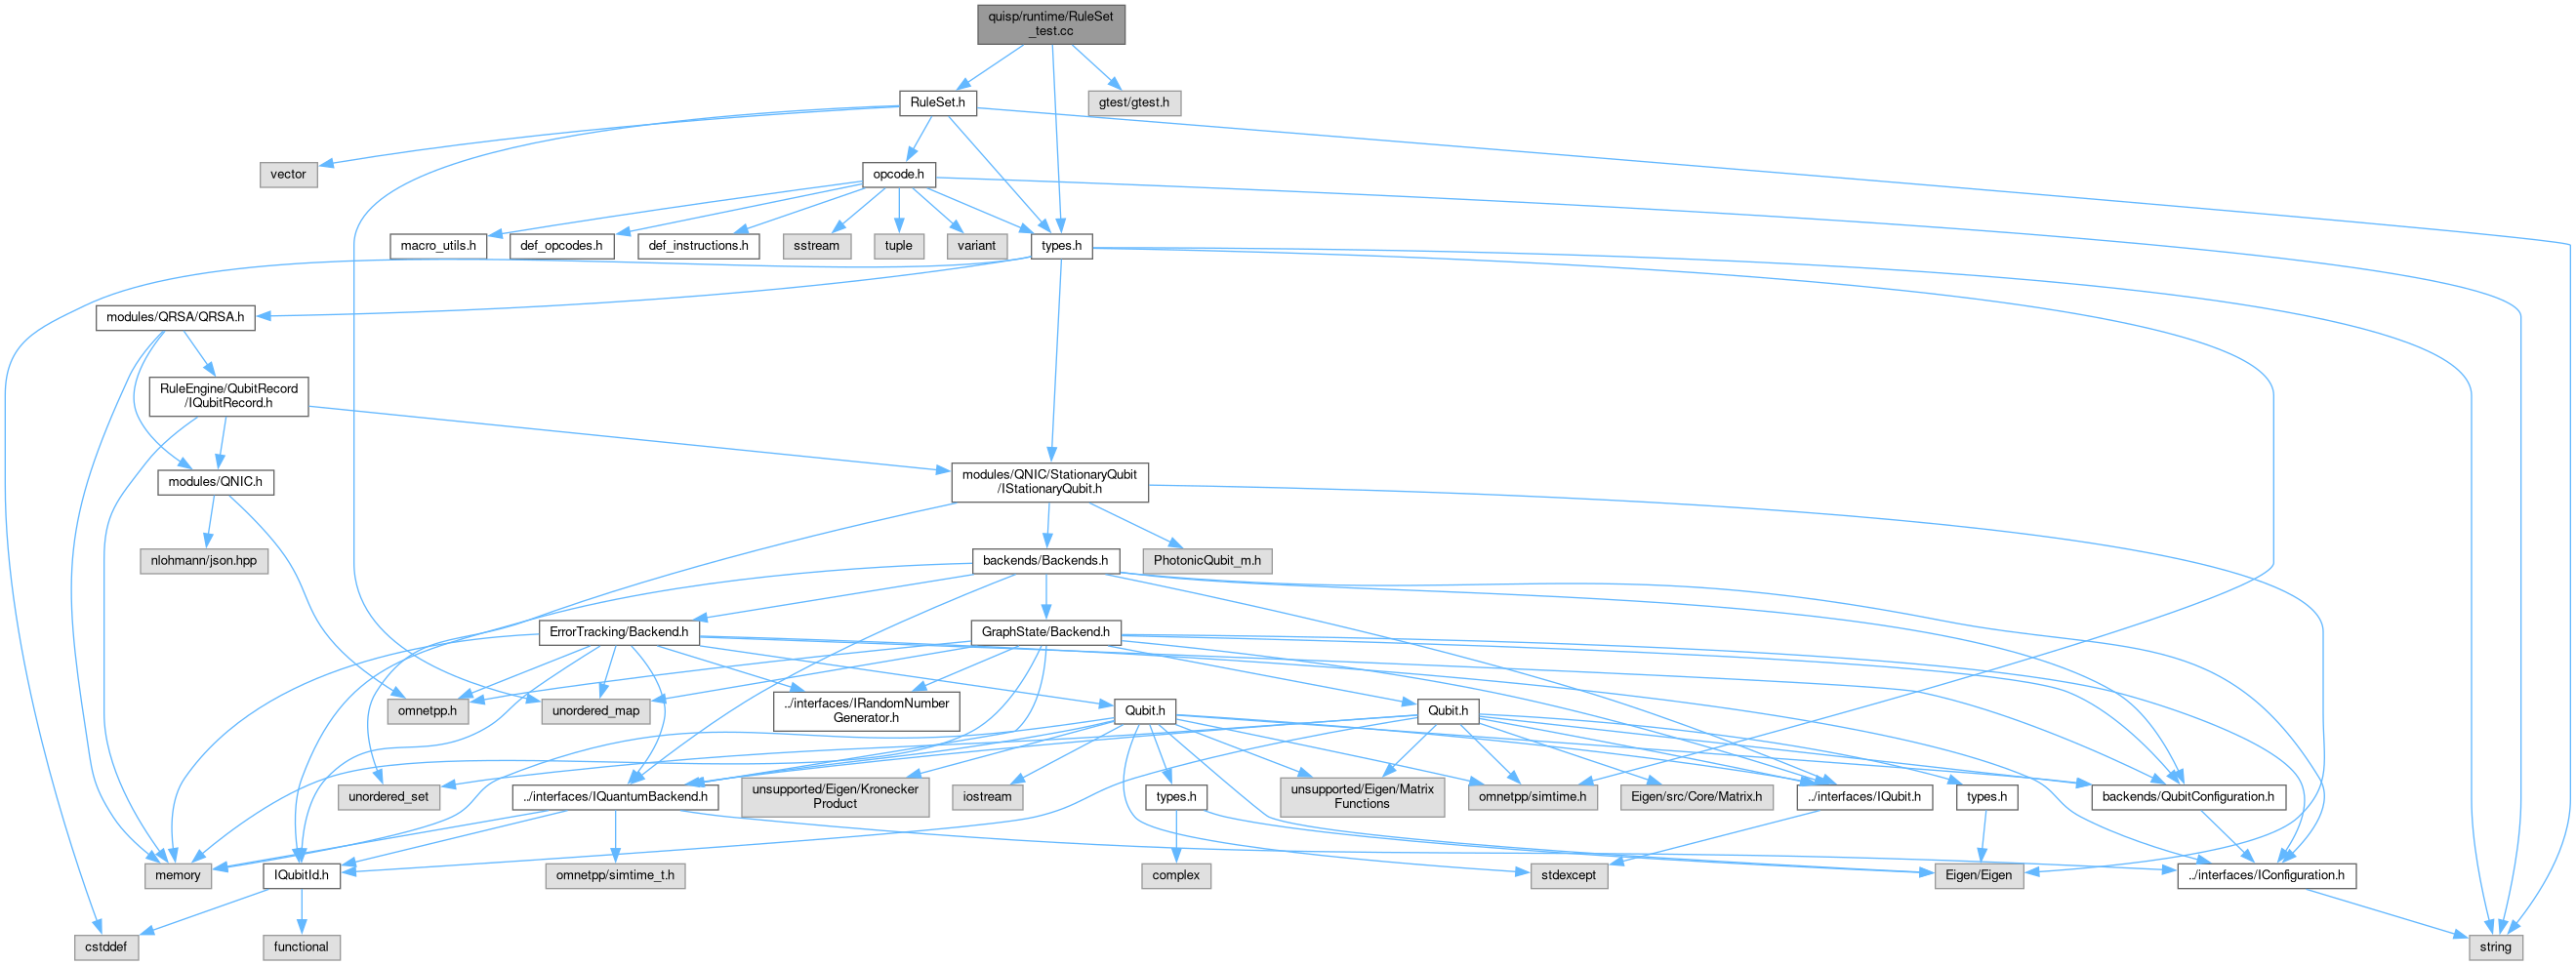 quisp/runtime/RuleSet
_test.cc
RuleSet.h
gtest/gtest.h
vector
opcode.h
macro_utils.h
def_opcodes.h
def_instructions.h
sstream
tuple
variant
types.h
modules/QRSA/QRSA.h
RuleEngine/QubitRecord
/IQubitRecord.h
modules/QNIC.h
modules/QNIC/StationaryQubit
/IStationaryQubit.h
nlohmann/json.hpp
backends/Backends.h
PhotonicQubit_m.h
ErrorTracking/Backend.h
GraphState/Backend.h
omnetpp.h
unordered_map
../interfaces/IRandomNumber
Generator.h
Qubit.h
Qubit.h
unordered_set
../interfaces/IQuantumBackend.h
unsupported/Eigen/Kronecker
Product
iostream
types.h
unsupported/Eigen/Matrix
Functions
omnetpp/simtime.h
Eigen/src/Core/Matrix.h
../interfaces/IQubit.h
types.h
backends/QubitConfiguration.h
memory
IQubitId.h
omnetpp/simtime_t.h
complex
stdexcept
Eigen/Eigen
../interfaces/IConfiguration.h
cstddef
functional
string